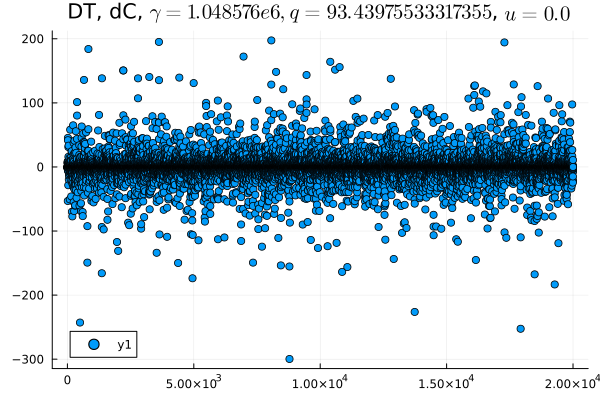 DT, dC, γ = 1.048576e6, q = 93.43975533317355, u = 0.0
200
100
0
-100
-200
-300
y1
0 5.00×10³ 1.00×10⁴ 1.50×10⁴ 2.00×10⁴